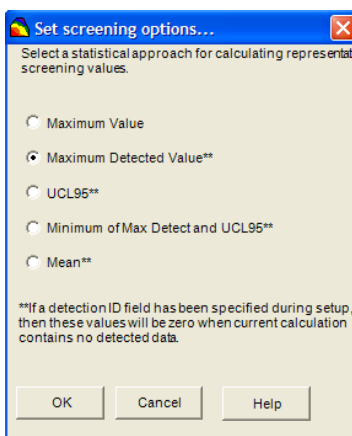 Set screening options...
Select a statistical approach for calculating representat
screening values.
Maximum Value
Maximum Detected Value**
UCL95**
Minimum of Max Detect and UCL95**
Mean**
**If a detection ID field has been specified during setup,
then these values will be zero when current calculation
contains no detected data.
OK
Cancel
Help